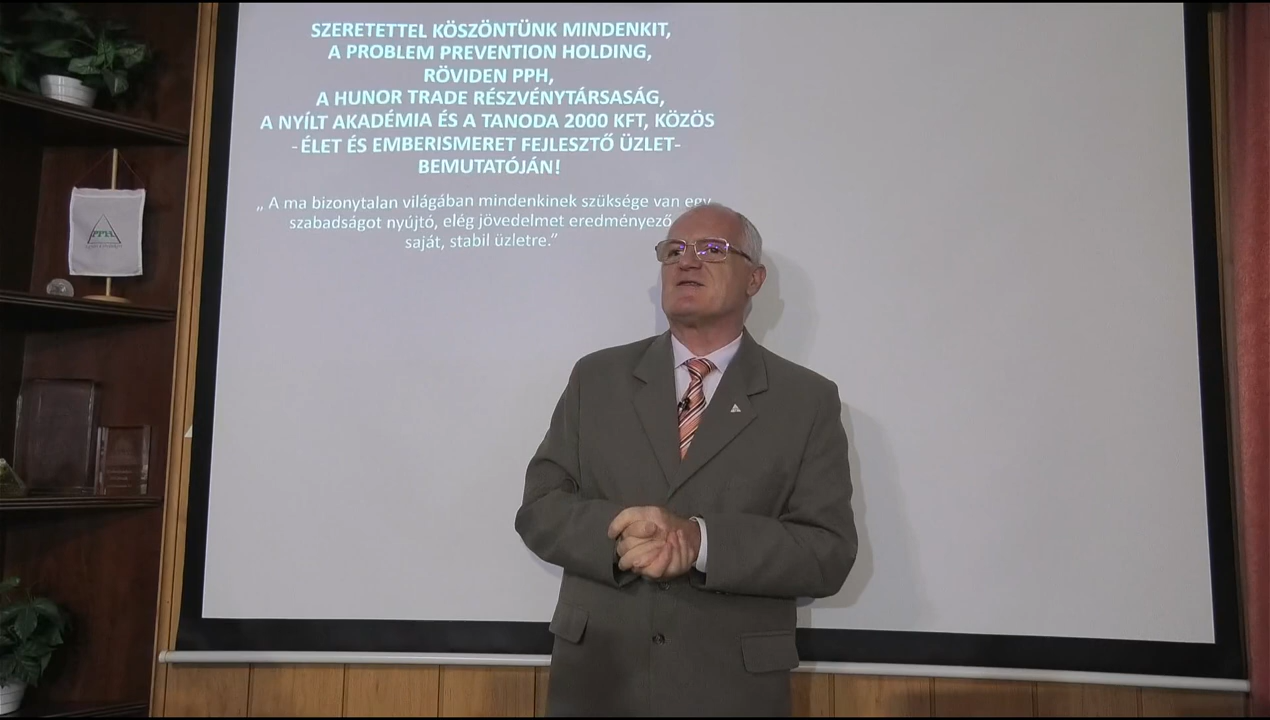 SZERETETTEL KÖSZÖNTÜNK MINDENKIT,
A PROBLEM PREVENTION HOLDING,
RÖVIDEN PPH,
A HUNOR TRADE RÉSZVÉNYTÁRSASÁG,
A NYÍLT AKADÉMIA ÉS A TANODA 2000 KFT, KÖZÖS
-ÉLET ÉS EMBERISMERET FEJLESZTŐ ÜZLET-
BEMUTATÓJÁN!
„ A ma bizonytalan világában mindenkinek szüksége van egy
szabadságot nyújtó, elég jövedelmet eredményező
saját, stabil üzletre.”
PPH